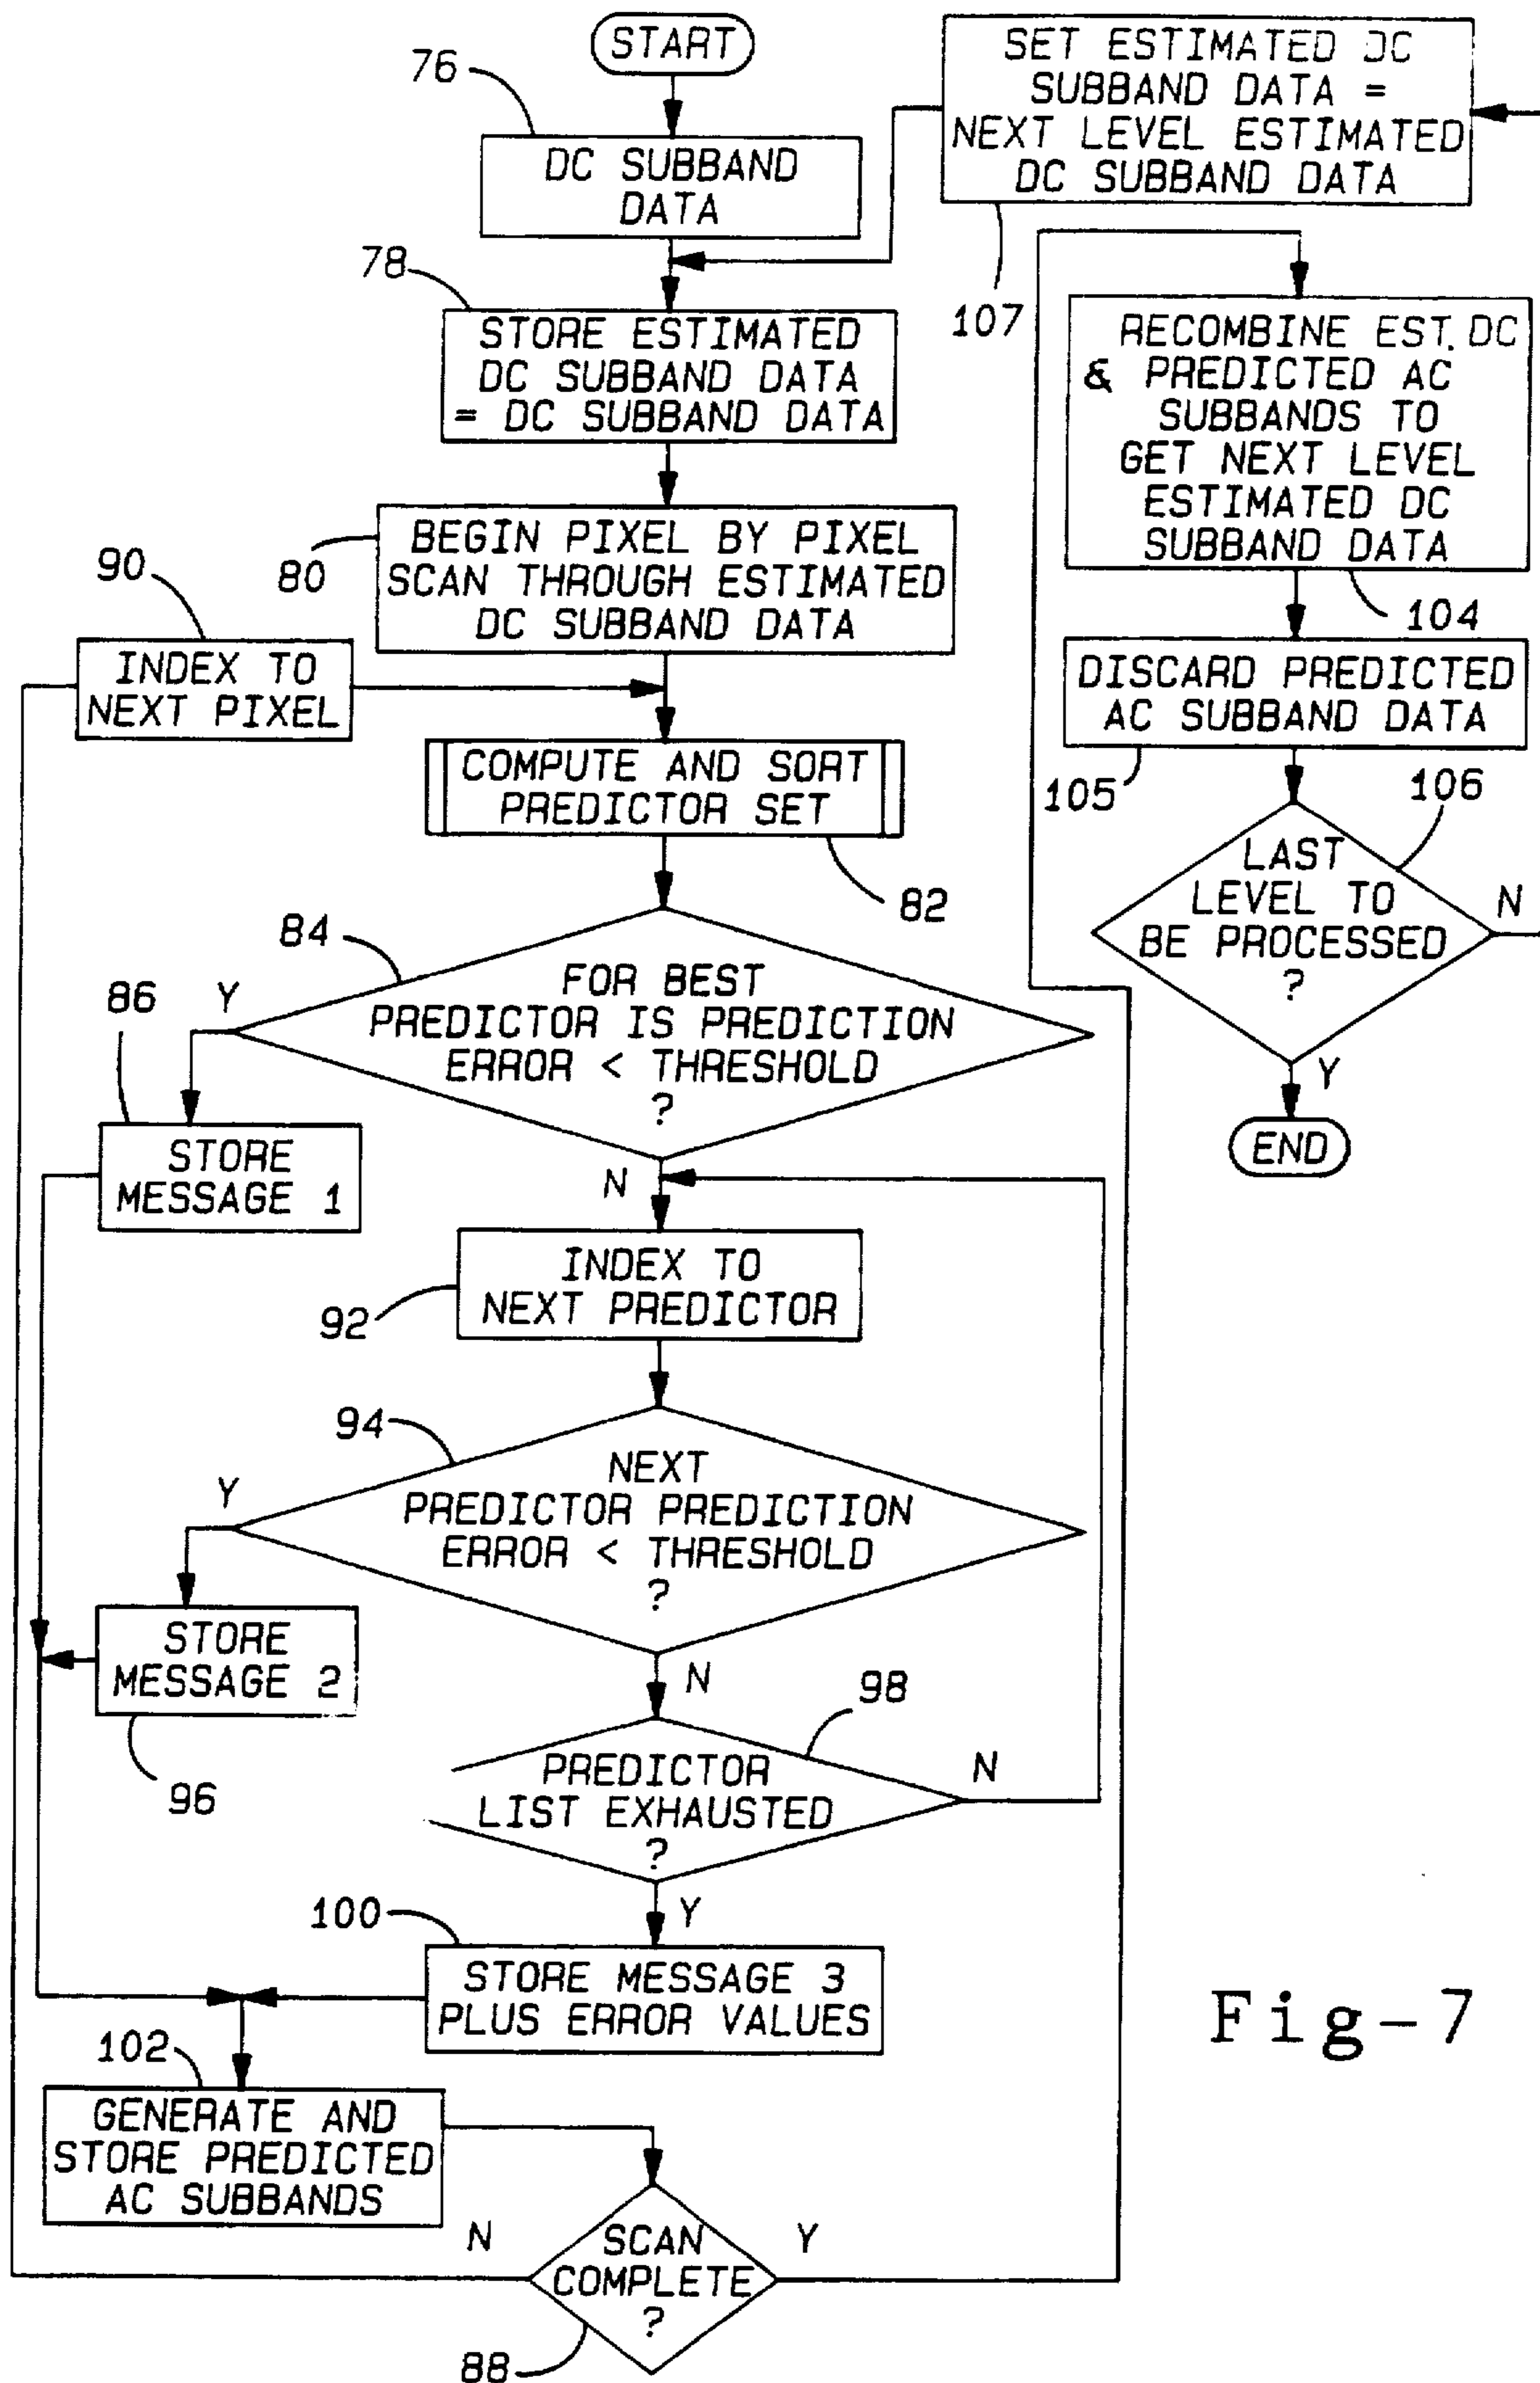 START
76
DC SUBBAND
DATA
SET ESTIMATED DC
SUBBAND DATA =
NEXT LEVEL ESTIMATED
DC SUBBAND DATA
107
78
STORE ESTIMATED
DC SUBBAND DATA
= DC SUBBAND DATA
80
BEGIN PIXEL BY PIXEL
SCAN THROUGH ESTIMATED
DC SUBBAND DATA
90
INDEX TO
NEXT PIXEL
COMPUTE AND SORT
PREDICTOR SET
82
84
FOR BEST
PREDICTOR IS PREDICTION
ERROR < THRESHOLD
?
Y
N
86
STORE
MESSAGE 1
INDEX TO
NEXT PREDICTOR
92
94
NEXT
PREDICTOR PREDICTION
ERROR < THRESHOLD
?
Y
N
STORE
MESSAGE 2
96
98
PREDICTOR
LIST EXHAUSTED
?
N
Y
100
STORE MESSAGE 3
PLUS ERROR VALUES
102
GENERATE AND
STORE PREDICTED
AC SUBBANDS
SCAN
COMPLETE
?
N
Y
88
RECOMBINE EST. DC
& PREDICTED AC
SUBBANDS TO
GET NEXT LEVEL
ESTIMATED DC
SUBBAND DATA
104
DISCARD PREDICTED
AC SUBBAND DATA
105
106
LAST
LEVEL TO
BE PROCESSED
?
N
Y
END
Fig-7